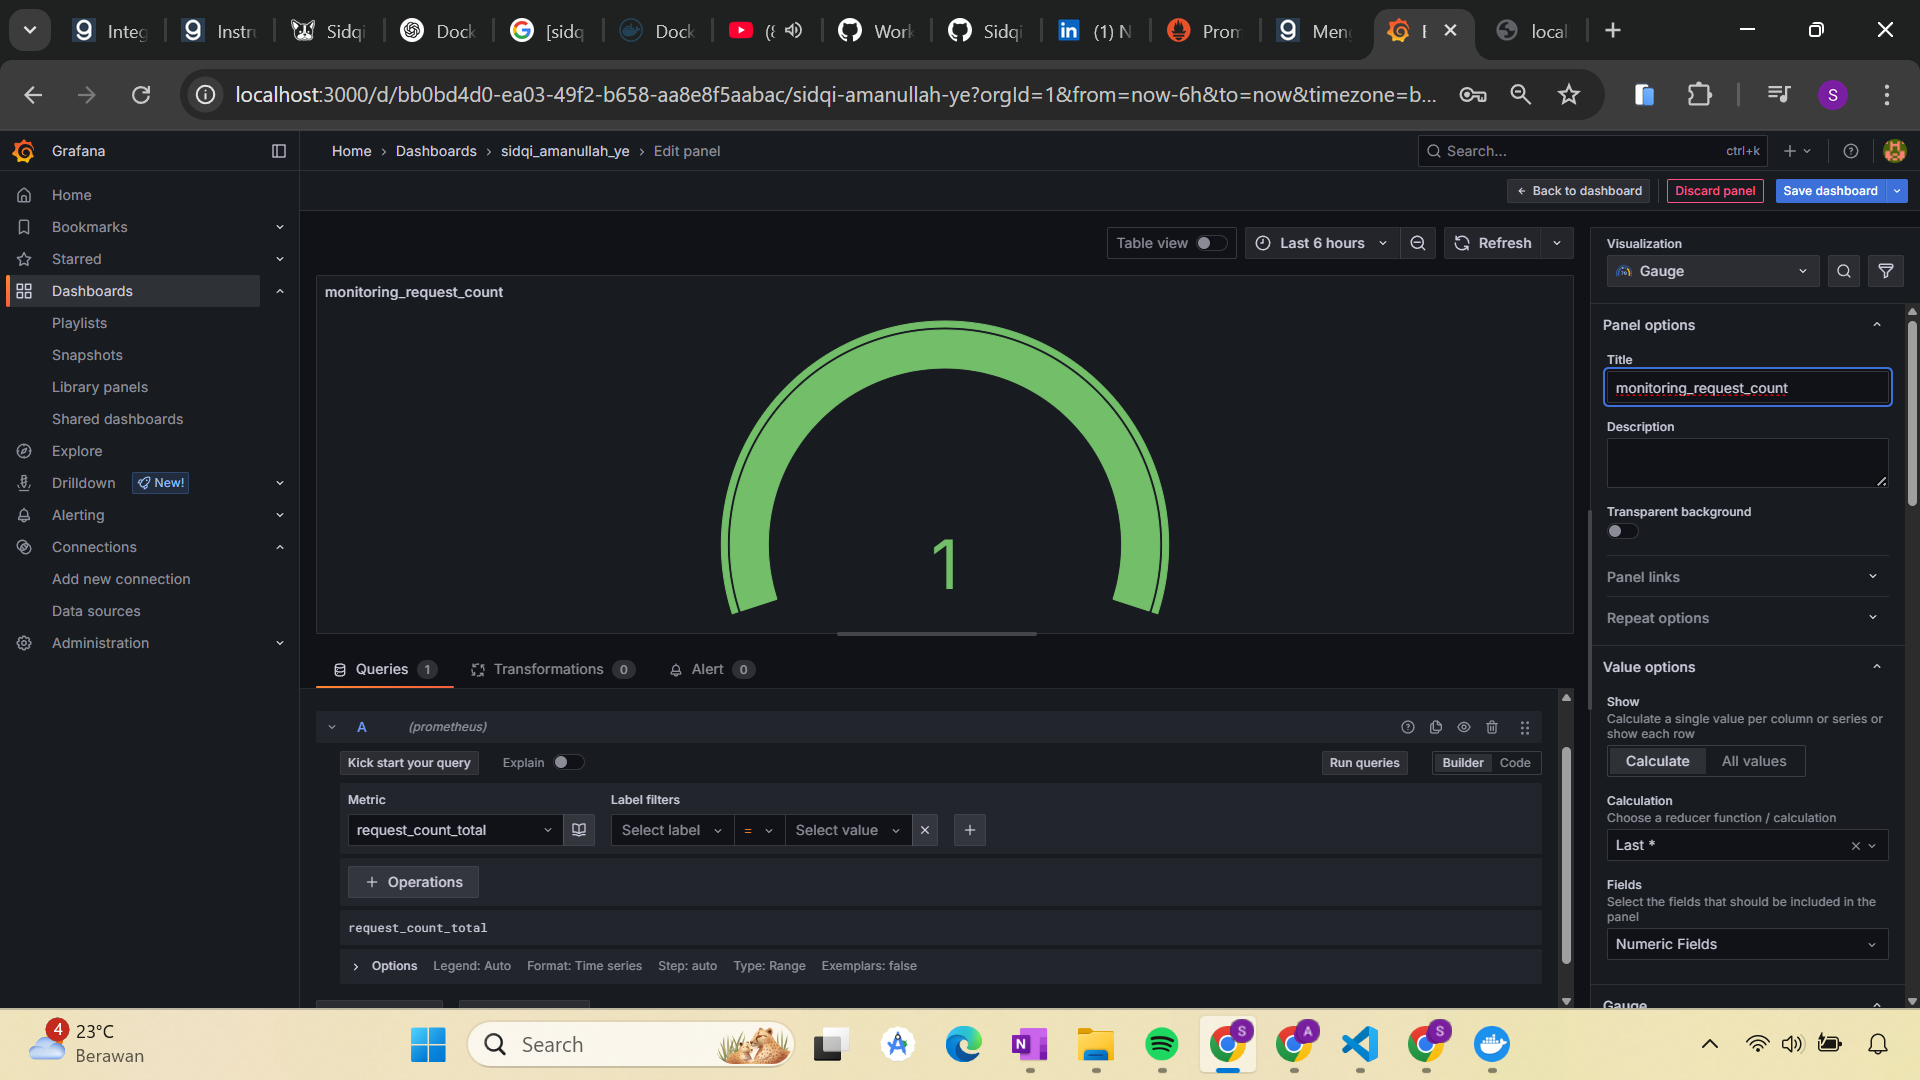 Integ
Instru
Sidqi
Dock
[sidq
Dock
(8
Work
Sidqi
(1) N
Prom
Meng
E
local
localhost:3000/d/bb0bd4d0-ea03-49f2-b658-aa8e8f5aabac/sidqi-amanullah-ye?orgId=1&from=now-6h&to=now&timezone=b...
S
Grafana
Home › Dashboards › sidqi_amanullah_ye › Edit panel
Search... ctrl+k
Back to dashboard
Discard panel
Save dashboard
Home
Bookmarks
Starred
Dashboards
Playlists
Snapshots
Library panels
Shared dashboards
Explore
Drilldown New!
Alerting
Connections
Add new connection
Data sources
Administration
Table view
Last 6 hours
Refresh
monitoring_request_count
1
Queries 1
Transformations 0
Alert 0
A (prometheus)
Kick start your query
Explain
Run queries
Builder Code
Metric
Label filters
request_count_total
Select label = Select value
+ Operations
request_count_total
Options Legend: Auto Format: Time series Step: auto Type: Range Exemplars: false
Visualization
Gauge
Panel options
Title
monitoring_request_count
Description
Transparent background
Panel links
Repeat options
Value options
Show
Calculate a single value per column or series or
show each row
Calculate All values
Calculation
Choose a reducer function / calculation
Last *
Fields
Select the fields that should be included in the
panel
Numeric Fields
Gauge
4
23°C
Berawan
Search
N
S
A
S